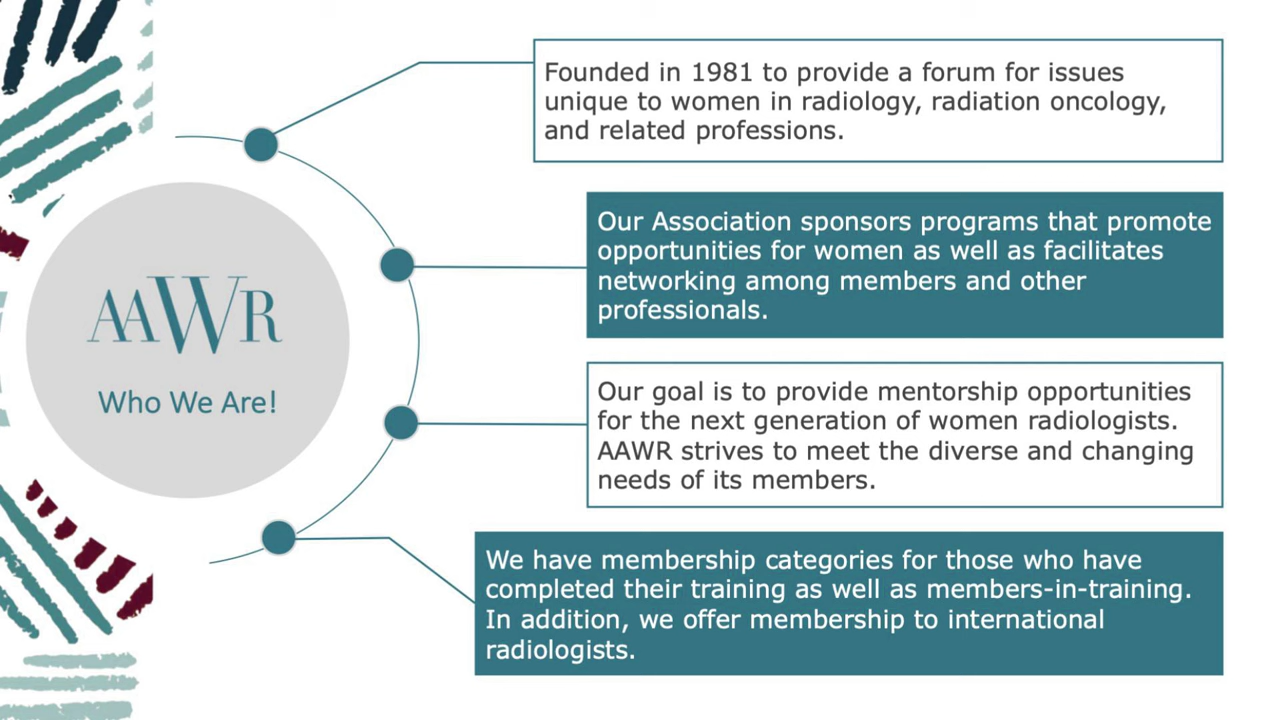 AAWR
Who We Are!
Founded in 1981 to provide a forum for issues
unique to women in radiology, radiation oncology,
and related professions.
Our Association sponsors programs that promote
opportunities for women as well as facilitates
networking among members and other
professionals.
Our goal is to provide mentorship opportunities
for the next generation of women radiologists.
AAWR strives to meet the diverse and changing
needs of its members.
We have membership categories for those who have
completed their training as well as members-in-training.
In addition, we offer membership to international
radiologists.